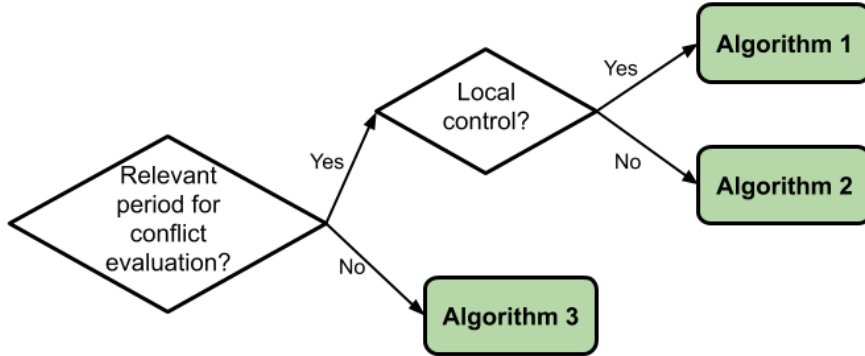 Relevant
period for
conflict
evaluation?
Yes
No
Local
control?
Yes
No
Algorithm 1
Algorithm 2
Algorithm 3